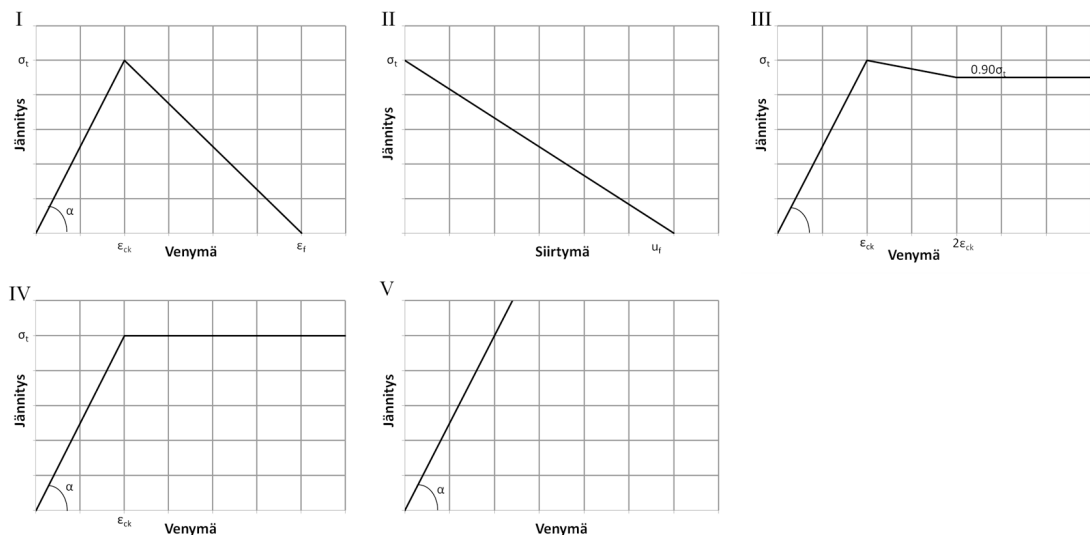 I
σt
Jännitys
α
εck
Venymä
εf
II
σt
Jännitys
Siirtymä
uf
III
σt
Jännitys
0.90σt
εck
2εck
Venymä
IV
σt
Jännitys
α
εck
Venymä
V
Jännitys
α
Venymä